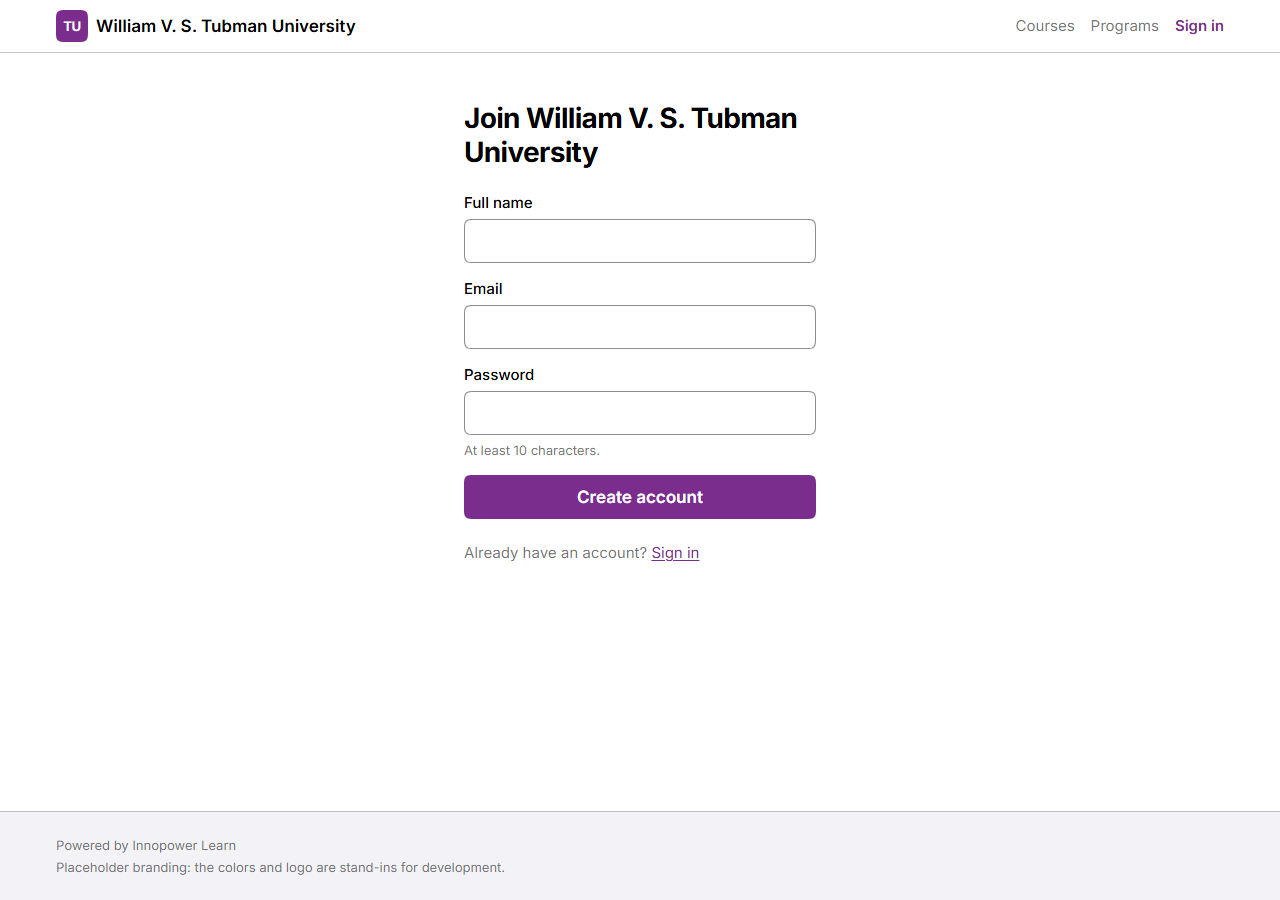 TU William V. S. Tubman University
Courses Programs Sign in
Join William V. S. Tubman
University
Full name
Email
Password
At least 10 characters.
Create account
Already have an account? Sign in
Powered by Innopower Learn
Placeholder branding: the colors and logo are stand-ins for development.